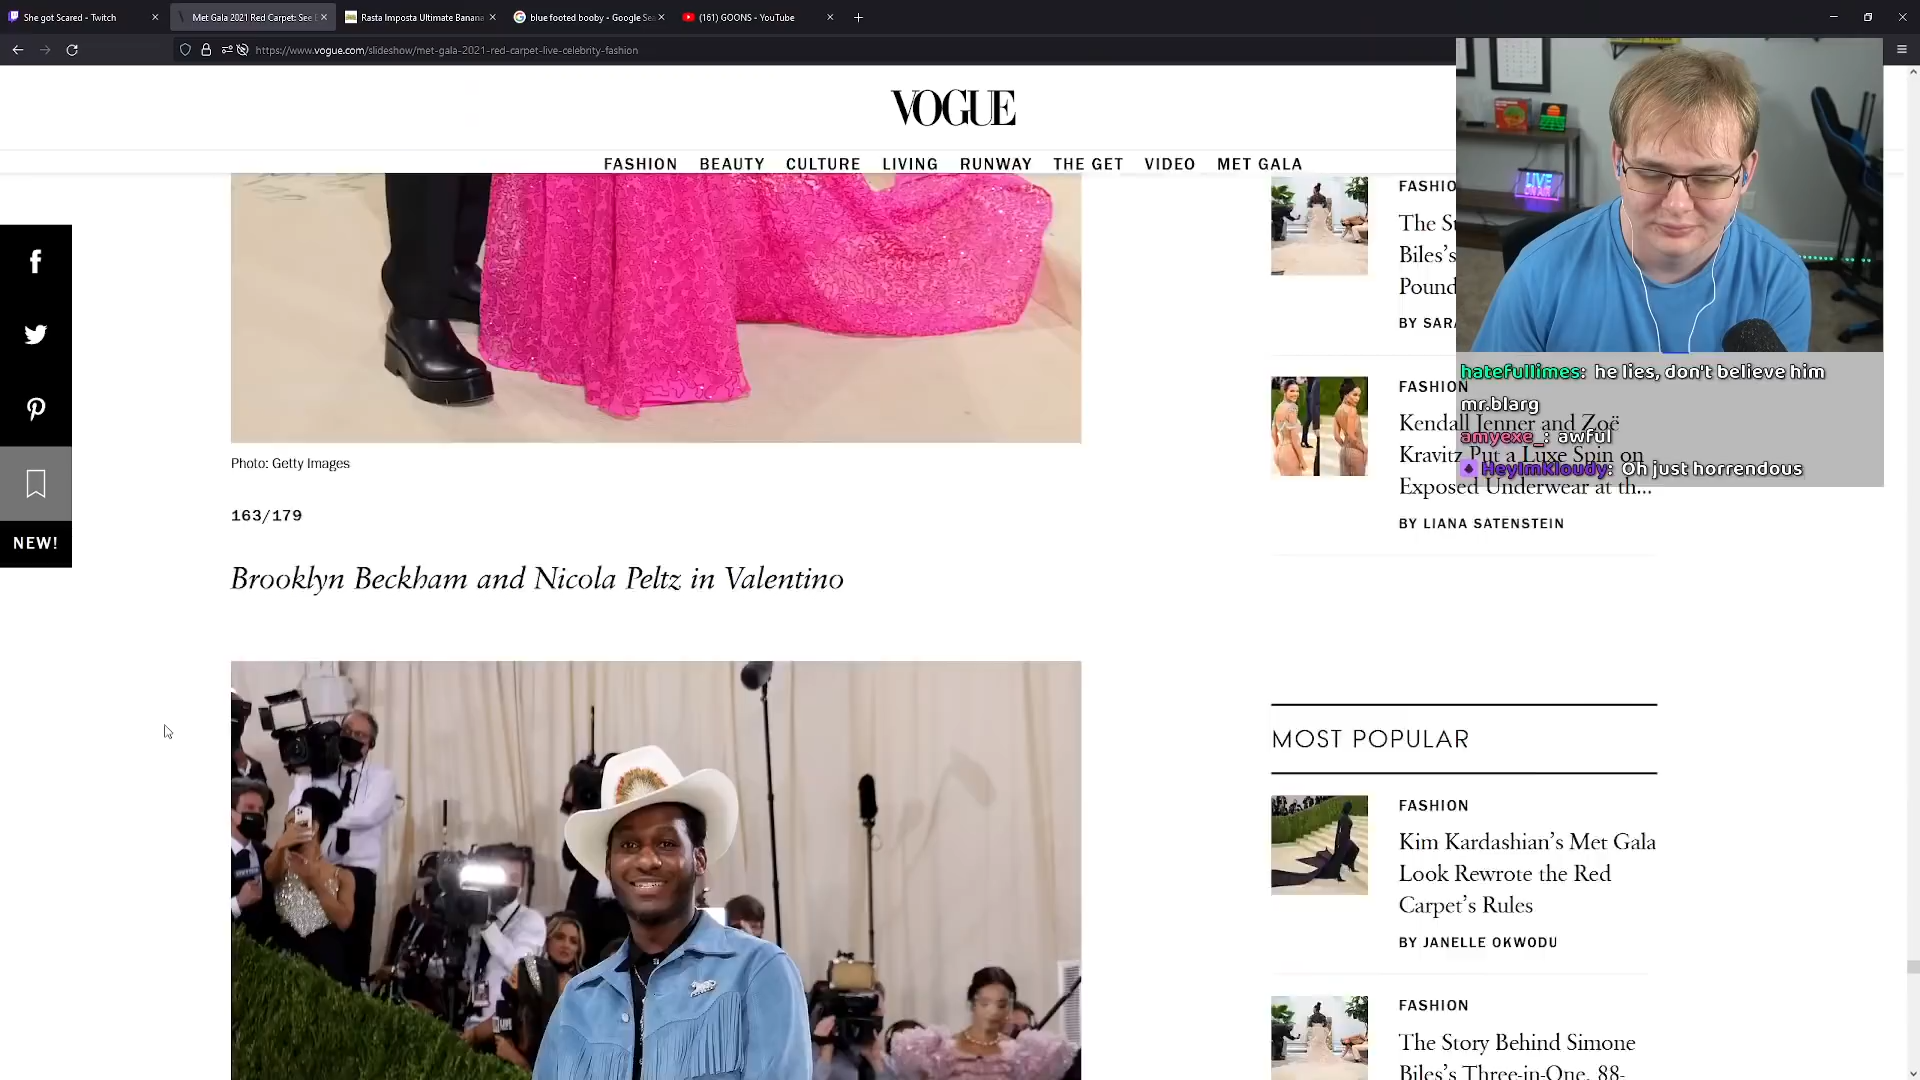 She got Scared - Twitch
Met Gala 2021 Red Carpet: See
Rasta Imposta Ultimate Banana
blue footed booby - Google Se
(161) GOONS - YouTube
https://www.vogue.com/slideshow/met-gala-2021-red-carpet-live-celebrity-fashion
VOGUE
FASHION BEAUTY CULTURE LIVING RUNWAY THE GET VIDEO MET GALA
NEW!
Photo: Getty Images
163/179
Brooklyn Beckham and Nicola Peltz in Valentino
FASHIO
The S
Biles's
Pound
BY SAR
FASHION
Kendall Jenner and Zoë
Kravitz Put a Luxe Spin on
Exposed Underwear at th...
BY LIANA SATENSTEIN
hatefullimes: he lies, don't believe him
mr.blarg
amyexe_: awful
HeyImKloudy: Oh just horrendous
MOST POPULAR
FASHION
Kim Kardashian's Met Gala
Look Rewrote the Red
Carpet's Rules
BY JANELLE OKWODU
FASHION
The Story Behind Simone
Biles's Three-in-One, 88-